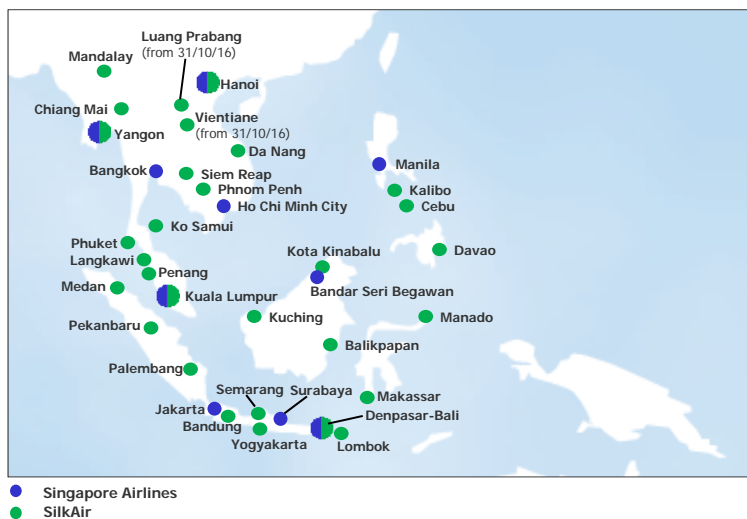 Luang Prabang
(from 31/10/16)
Mandalay
Hanoi
Chiang Mai
Vientiane
(from 31/10/16)
Yangon
Da Nang
Bangkok
Manila
Siem Reap
Phnom Penh
Kalibo
Ho Chi Minh City
Cebu
Ko Samui
Phuket
Kota Kinabalu
Davao
Langkawi
Penang
Medan
Kuala Lumpur
Bandar Seri Begawan
Kuching
Manado
Pekanbaru
Balikpapan
Palembang
Semarang
Surabaya
Makassar
Jakarta
Denpasar-Bali
Bandung
Yogyakarta
Lombok
Singapore Airlines
SilkAir